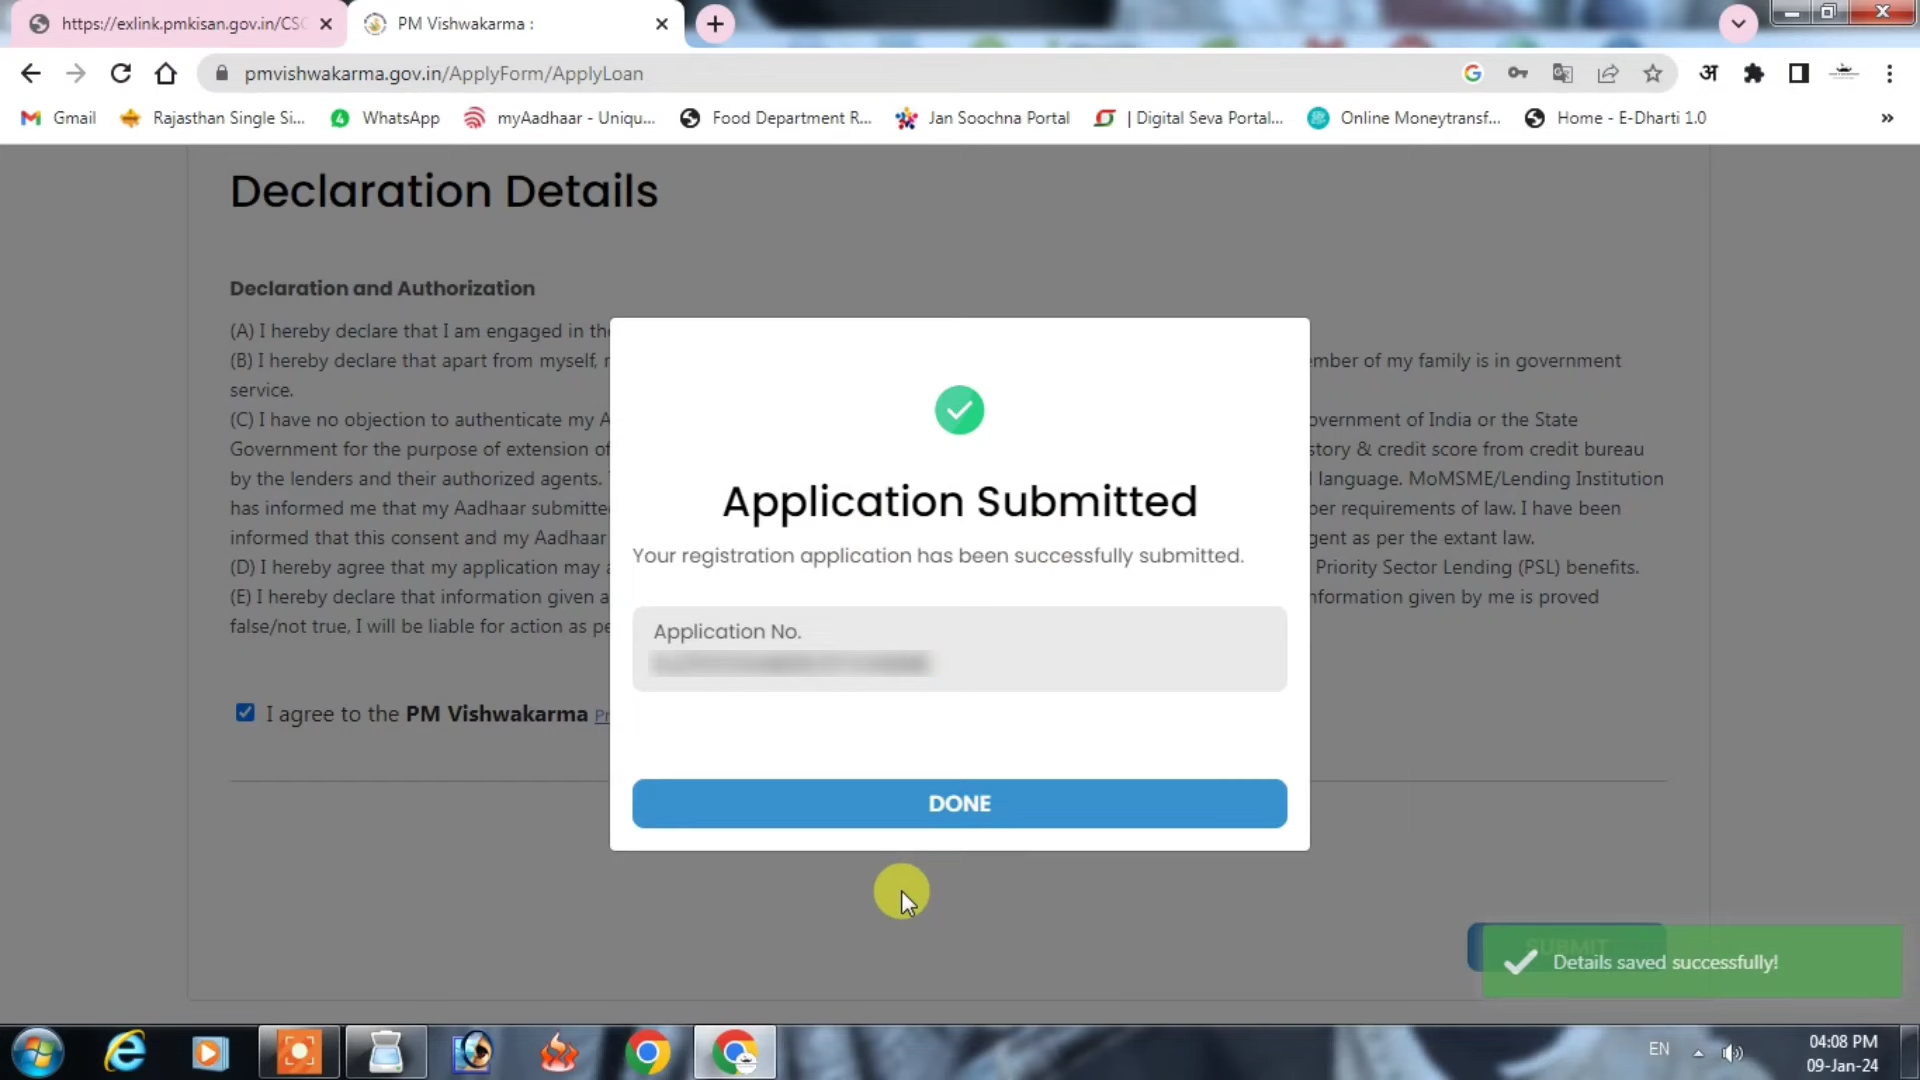 https://exlink.pmkisan.gov.in/CSC
PM Vishwakarma :
pmvishwakarma.gov.in/ApplyForm/ApplyLoan
अ
Gmail
Rajasthan Single Si...
WhatsApp
myAadhaar - Uniqu...
Food Department R...
Jan Soochna Portal
| Digital Seva Portal...
Online Moneytransf...
Home - E-Dharti 1.0
»
Declaration Details
Declaration and Authorization
(A) I hereby declare that I am engaged in the
(B) I hereby declare that apart from myself, mber of my family is in government
service.
(C) I have no objection to authenticate my A overnment of India or the State
Government for the purpose of extension of story & credit score from credit bureau
by the lenders and their authorized agents. language. MoMSME/Lending Institution
has informed me that my Aadhaar submitte per requirements of law. I have been
informed that this consent and my Aadhaar gent as per the extant law.
(D) I hereby agree that my application may a Priority Sector Lending (PSL) benefits.
(E) I hereby declare that information given a nformation given by me is proved
false/not true, I will be liable for action as pe
I agree to the PM Vishwakarma Pr
Application Submitted
Your registration application has been successfully submitted.
Application No.
DONE
SUBMIT
Details saved successfully!
EN
04:08 PM
09-Jan-24